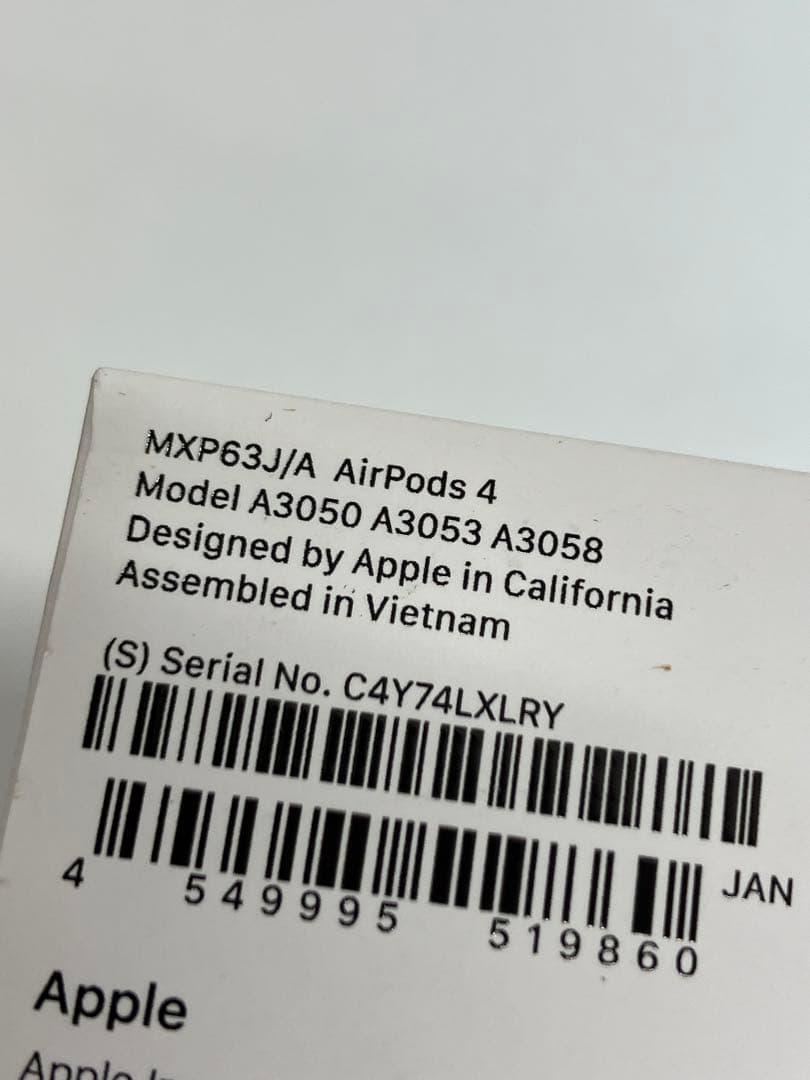 MXP63J/A AirPods 4
Model A3050 A3053 A3058
Designed by Apple in California
Assembled in Vietnam
(S) Serial No. C4Y74LXLRY
JAN
4 549995 519860
Apple
Apple